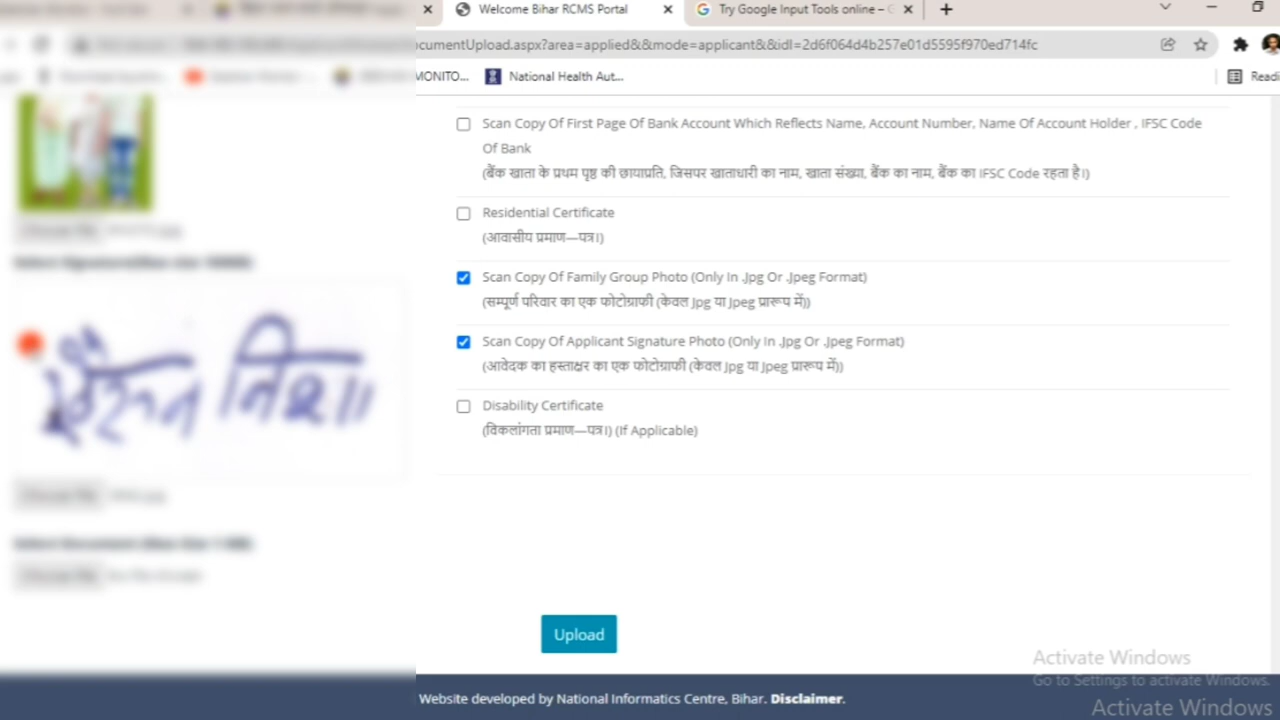 Welcome Bihar RCMS Portal
Try Google Input Tools online – G
cumentUpload.aspx?area=applied&&mode=applicant&&idl=2d6f064d4b257e01d5595f970ed714fc
MONITO...
National Health Aut...
Readi
Scan Copy Of First Page Of Bank Account Which Reflects Name, Account Number, Name Of Account Holder , IFSC Code
Of Bank
(बैंक खाता के प्रथम पृष्ठ की छायाप्रति, जिसपर खाताधारी का नाम, खाता संख्या, बैंक का नाम, बैंक का IFSC Code रहता है।)
Residential Certificate
(आवासीय प्रमाण—पत्र।)
Scan Copy Of Family Group Photo (Only In .Jpg Or .Jpeg Format)
(सम्पूर्ण परिवार का एक फोटोग्राफी (केवल Jpg या Jpeg प्रारूप में))
Scan Copy Of Applicant Signature Photo (Only In .Jpg Or .Jpeg Format)
(आवेदक का हस्ताक्षर का एक फोटोग्राफी (केवल Jpg या Jpeg प्रारूप में))
Disability Certificate
(विकलांगता प्रमाण—पत्र।) (If Applicable)
Upload
Activate Windows
Go to Settings to activate Windows.
Website developed by National Informatics Centre, Bihar. Disclaimer.
Activate Windows